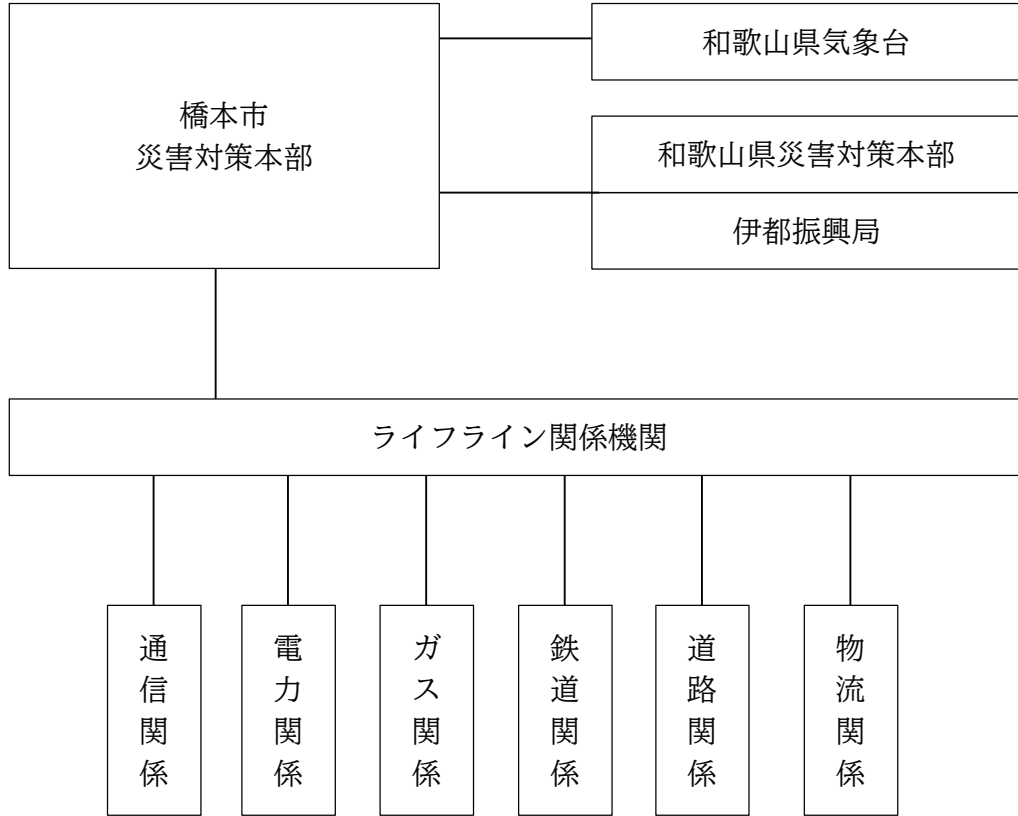 橋本市
災害対策本部
和歌山県気象台
和歌山県災害対策本部
伊都振興局
ライフライン関係機関
通信関係
電力関係
ガス関係
鉄道関係
道路関係
物流関係